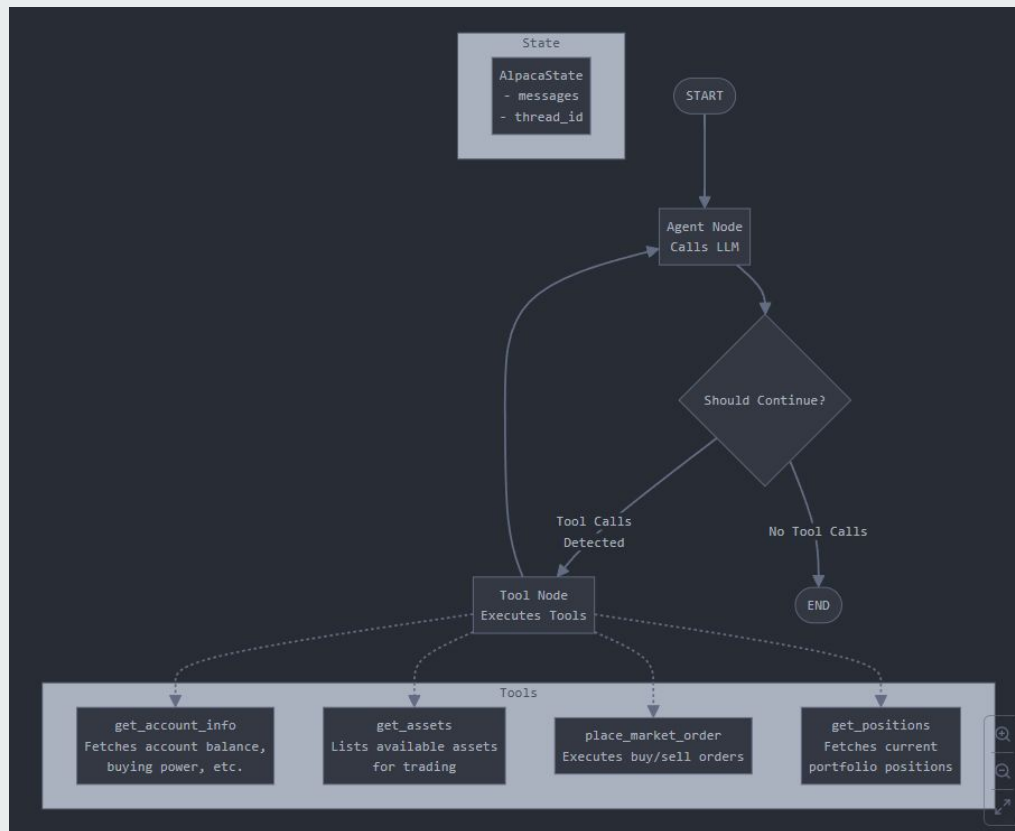 State
AlpacaState
- messages
- thread_id
START
Agent Node
Calls LLM
Should Continue?
Tool Calls
Detected
No Tool Calls
Tool Node
Executes Tools
END
Tools
get_account_info
Fetches account balance,
buying power, etc.
get_assets
Lists available assets
for trading
place_market_order
Executes buy/sell orders
get_positions
Fetches current
portfolio positions